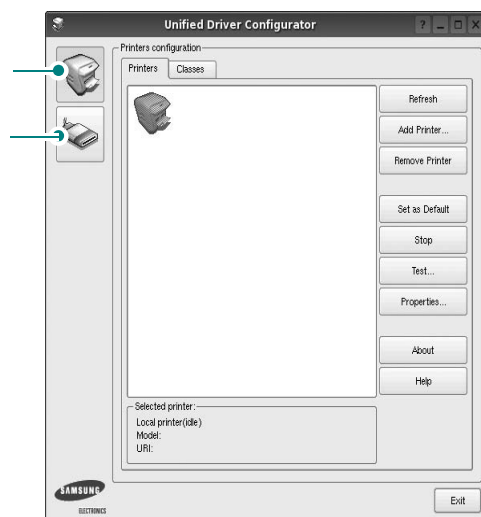 Unified Driver Configurator
Printers configuration
Printers
Classes
Refresh
Add Printer...
Remove Printer
Set as Default
Stop
Test...
Properties...
About
Help
Selected printer:
Local printer(idle)
Model:
URI:
SAMSUNG
ELECTRONICS
Exit